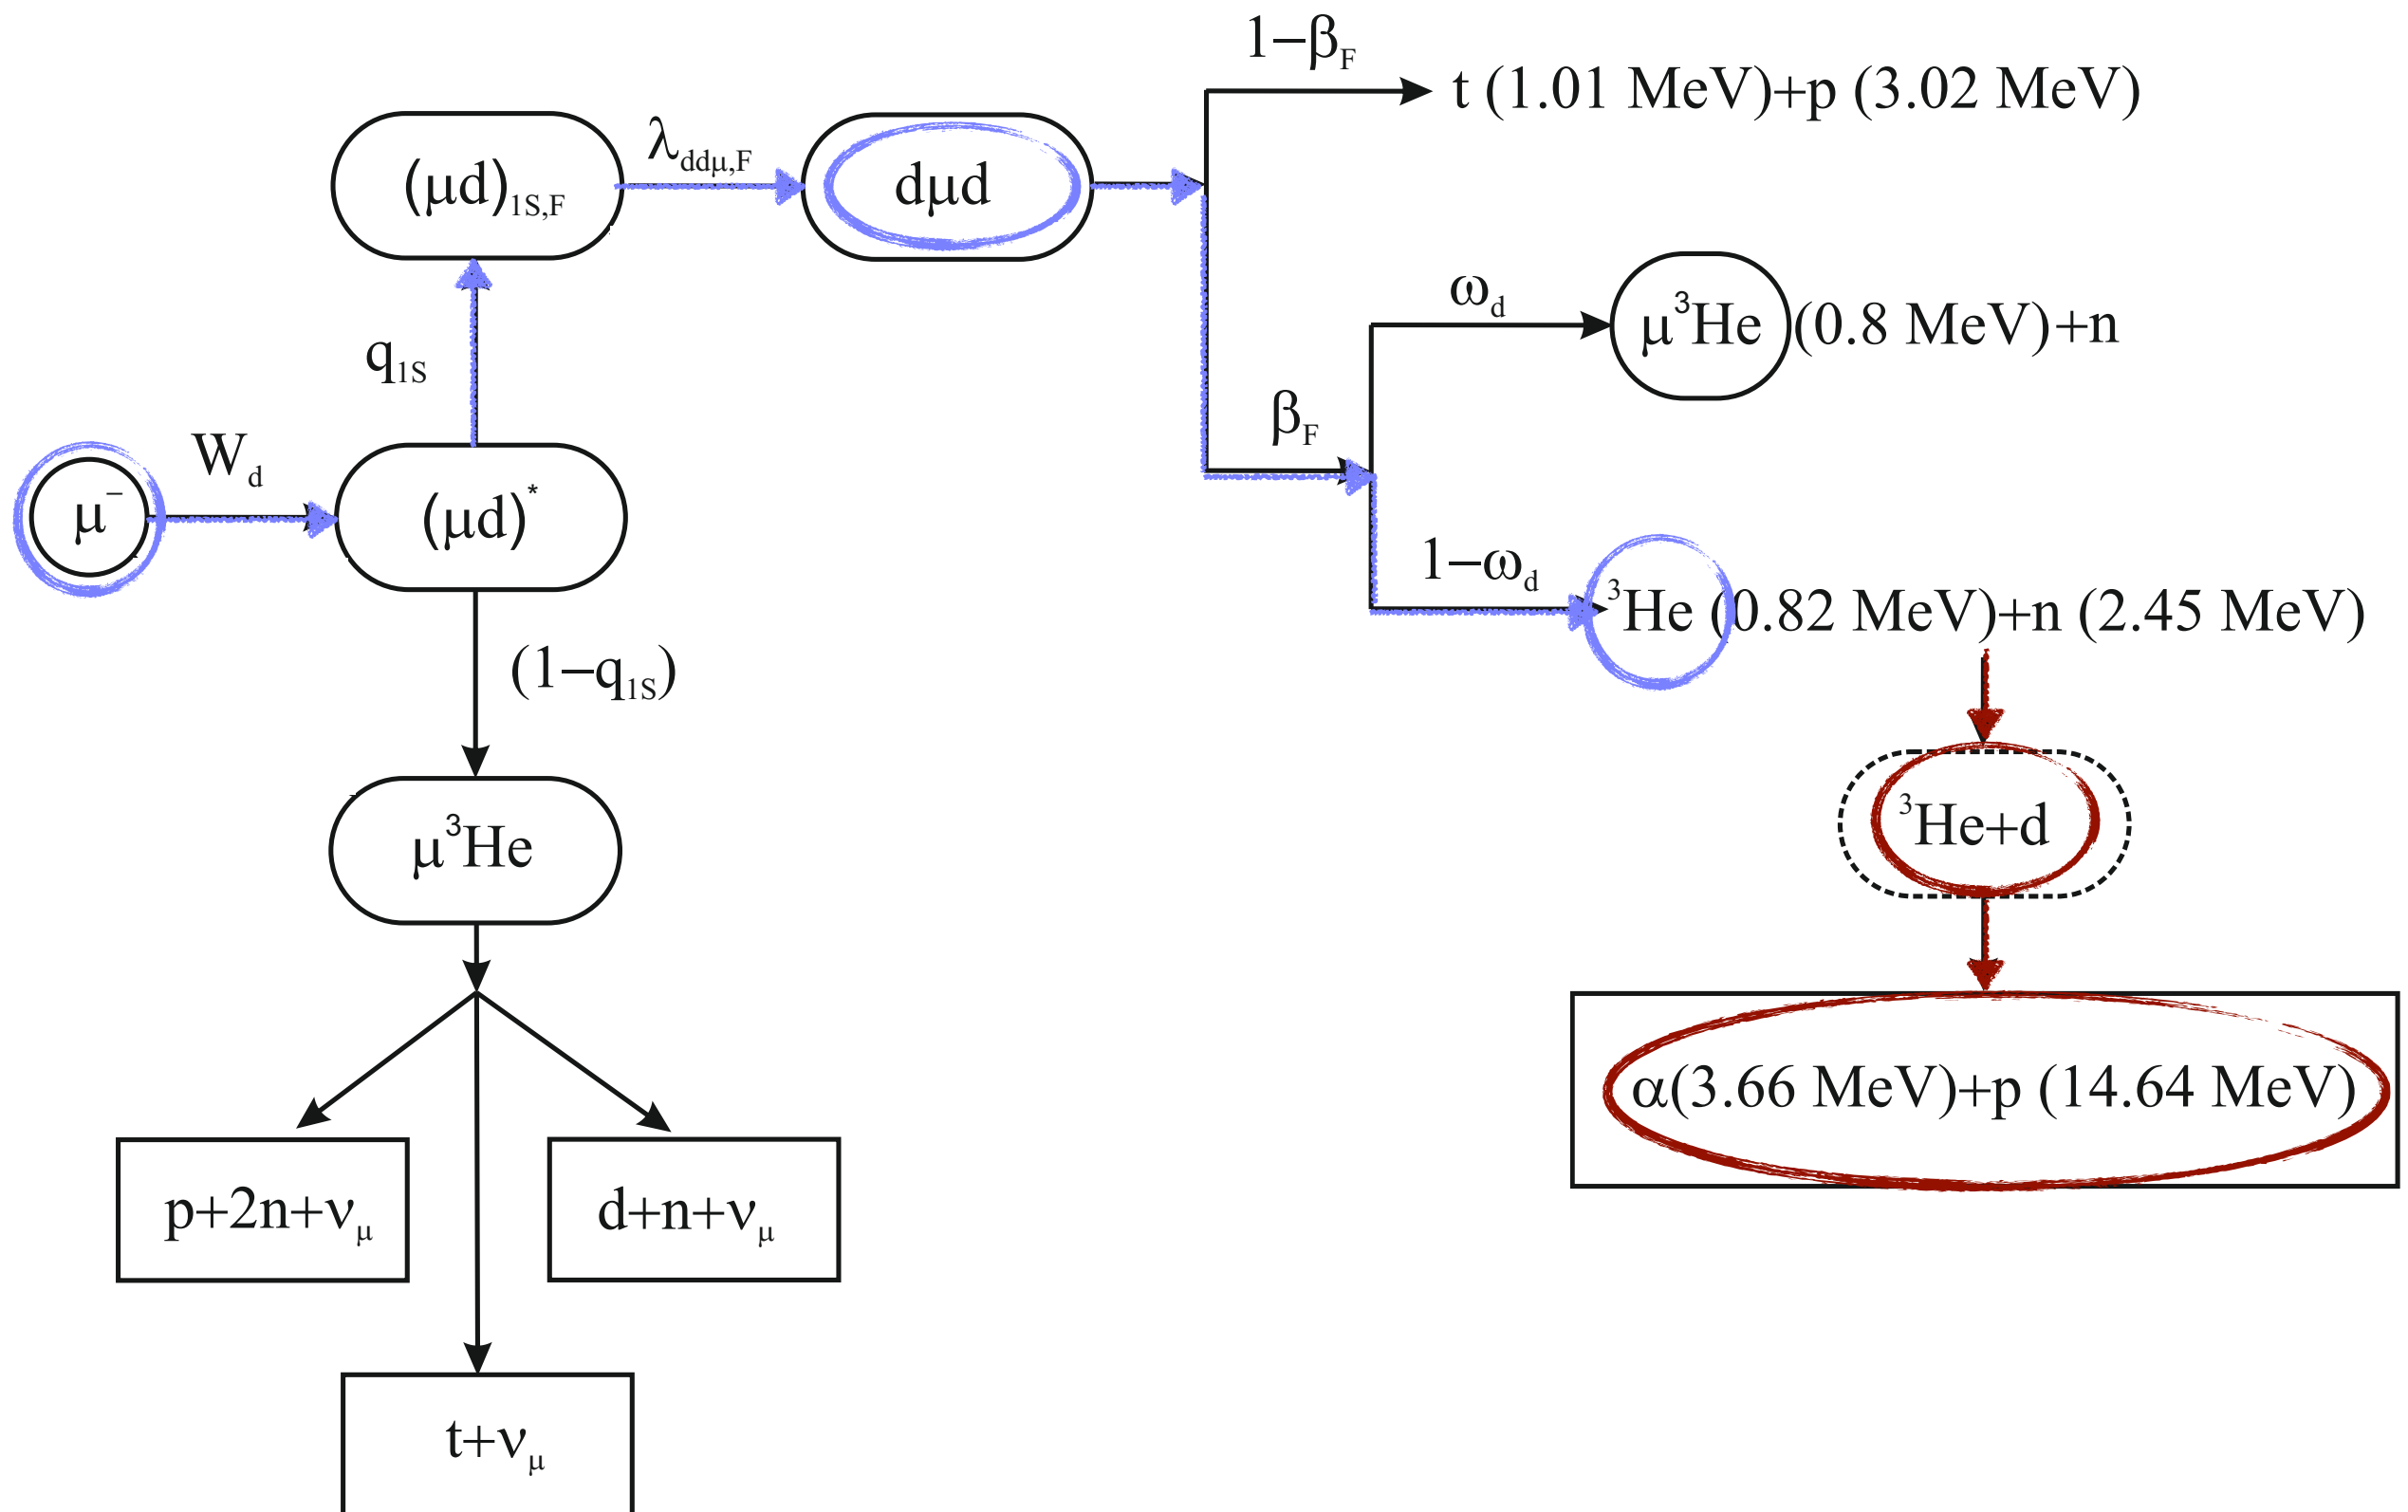 1−β_F
t (1.01 MeV)+p (3.02 MeV)
(μd)_1S,F
λ_ddμ,F
dμd
ω_d
μ³He (0.8 MeV)+n
q_1S
β_F
μ⁻
W_d
(μd)*
1−ω_d
³He (0.82 MeV)+n (2.45 MeV)
(1−q_1S)
³He+d
μ³He
α(3.66 MeV)+p (14.64 MeV)
p+2n+ν_μ
d+n+ν_μ
t+ν_μ